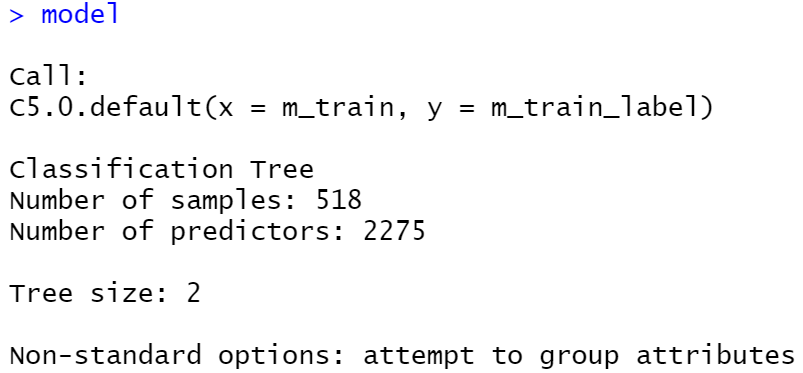 > model
Call:
C5.0.default(x = m_train, y = m_train_label)
Classification Tree
Number of samples: 518
Number of predictors: 2275
Tree size: 2
Non-standard options: attempt to group attributes